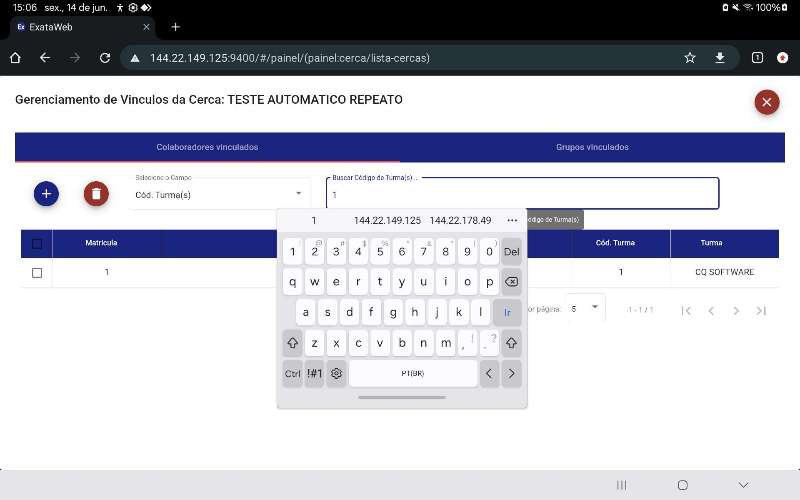 15:06 sex., 14 de jun. 100%
ExataWeb
144.22.149.125:9400/#/painel/(painel:cerca/lista-cercas)
1
Gerenciamento de Vinculos da Cerca: TESTE AUTOMATICO REPEATO
Colaboradores vinculados Grupos vinculados
Selecione o Campo
Cód. Turma(s)
Buscar Código de Turma(s)...
1
ódigo de Turma(s)
1 144.22.149.125 144.22.178.49 ...
Matrícula Cód. Turma Turma
1 1 CQ SOFTWARE
or página: 5 1 - 1 / 1
1 2 3 4 5 6 7 8 9 0 Del
q w e r t y u i o p
a s d f g h j k l Ir
z x c v b n m , ! . ?
Ctrl !#1 PT(BR)